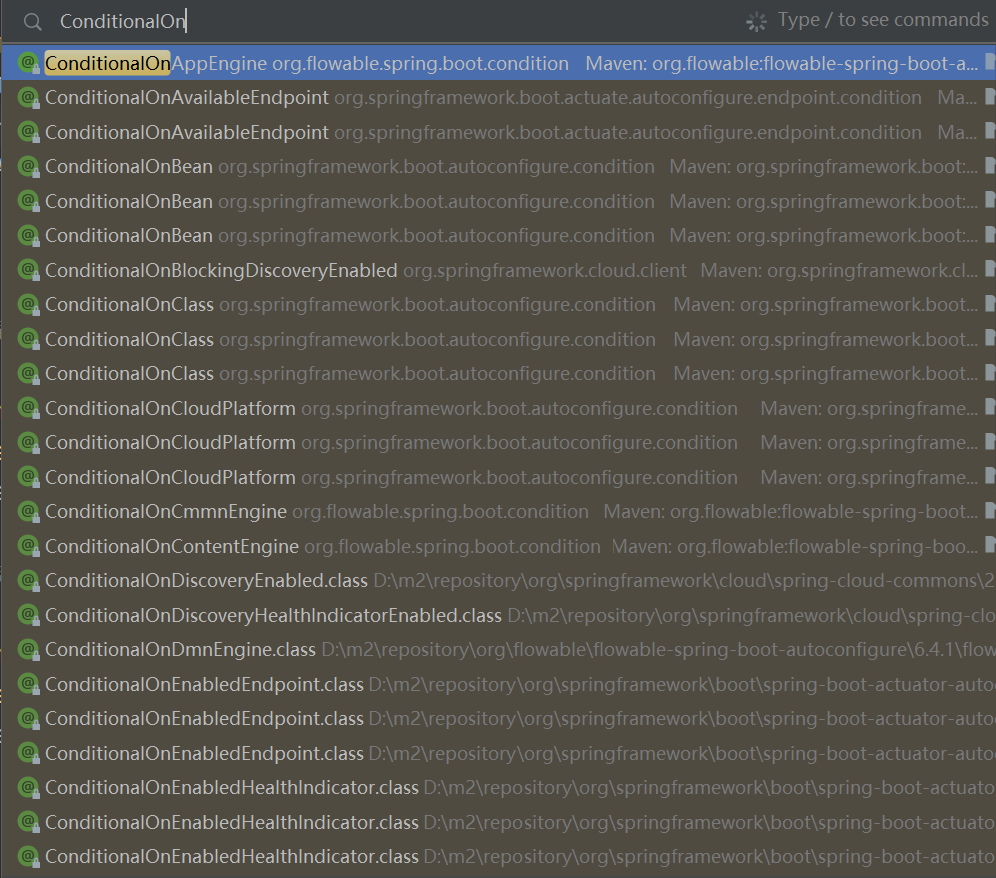 ConditionalOn Type / to see commands
ConditionalOnAppEngine org.flowable.spring.boot.condition Maven: org.flowable:flowable-spring-boot-a...
ConditionalOnAvailableEndpoint org.springframework.boot.actuate.autoconfigure.endpoint.condition Ma...
ConditionalOnAvailableEndpoint org.springframework.boot.actuate.autoconfigure.endpoint.condition Ma...
ConditionalOnBean org.springframework.boot.autoconfigure.condition Maven: org.springframework.boot:...
ConditionalOnBean org.springframework.boot.autoconfigure.condition Maven: org.springframework.boot:...
ConditionalOnBean org.springframework.boot.autoconfigure.condition Maven: org.springframework.boot:...
ConditionalOnBlockingDiscoveryEnabled org.springframework.cloud.client Maven: org.springframework.cl...
ConditionalOnClass org.springframework.boot.autoconfigure.condition Maven: org.springframework.boot...
ConditionalOnClass org.springframework.boot.autoconfigure.condition Maven: org.springframework.boot...
ConditionalOnClass org.springframework.boot.autoconfigure.condition Maven: org.springframework.boot...
ConditionalOnCloudPlatform org.springframework.boot.autoconfigure.condition Maven: org.springframe...
ConditionalOnCloudPlatform org.springframework.boot.autoconfigure.condition Maven: org.springframe...
ConditionalOnCloudPlatform org.springframework.boot.autoconfigure.condition Maven: org.springframe...
ConditionalOnCmmnEngine org.flowable.spring.boot.condition Maven: org.flowable:flowable-spring-boot...
ConditionalOnContentEngine org.flowable.spring.boot.condition Maven: org.flowable:flowable-spring-boo...
ConditionalOnDiscoveryEnabled.class D:\m2\repository\org\springframework\cloud\spring-cloud-commons\2
ConditionalOnDiscoveryHealthIndicatorEnabled.class D:\m2\repository\org\springframework\cloud\spring-clo
ConditionalOnDmnEngine.class D:\m2\repository\org\flowable\flowable-spring-boot-autoconfigure\6.4.1\flow
ConditionalOnEnabledEndpoint.class D:\m2\repository\org\springframework\boot\spring-boot-actuator-auto
ConditionalOnEnabledEndpoint.class D:\m2\repository\org\springframework\boot\spring-boot-actuator-auto
ConditionalOnEnabledEndpoint.class D:\m2\repository\org\springframework\boot\spring-boot-actuator-auto
ConditionalOnEnabledHealthIndicator.class D:\m2\repository\org\springframework\boot\spring-boot-actuato
ConditionalOnEnabledHealthIndicator.class D:\m2\repository\org\springframework\boot\spring-boot-actuato
ConditionalOnEnabledHealthIndicator.class D:\m2\repository\org\springframework\boot\spring-boot-actuato